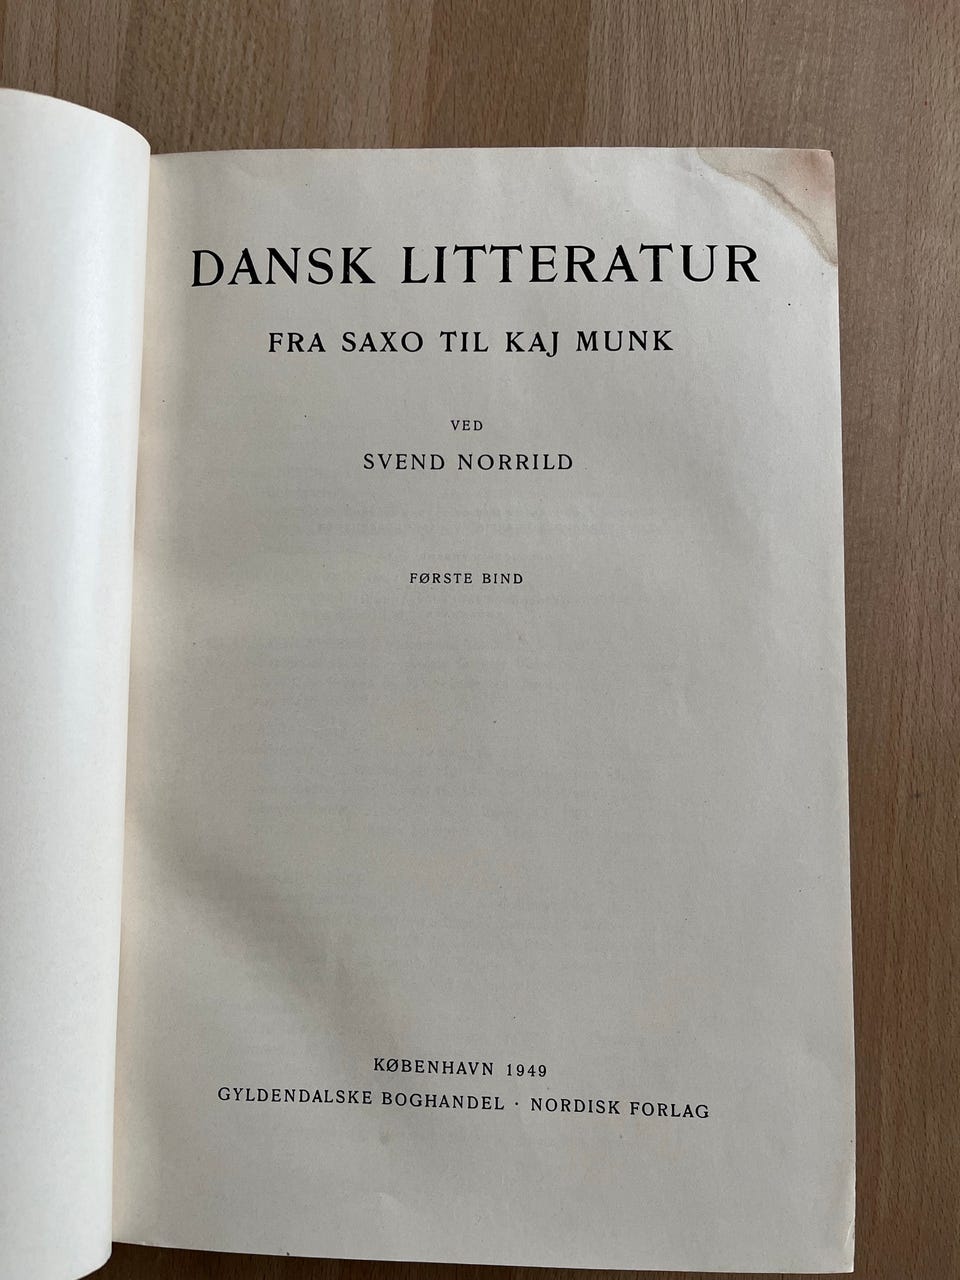 DANSK LITTERATUR
FRA SAXO TIL KAJ MUNK
VED
SVEND NORRILD
FØRSTE BIND
KØBENHAVN 1949
GYLDENDALSKE BOGHANDEL · NORDISK FORLAG